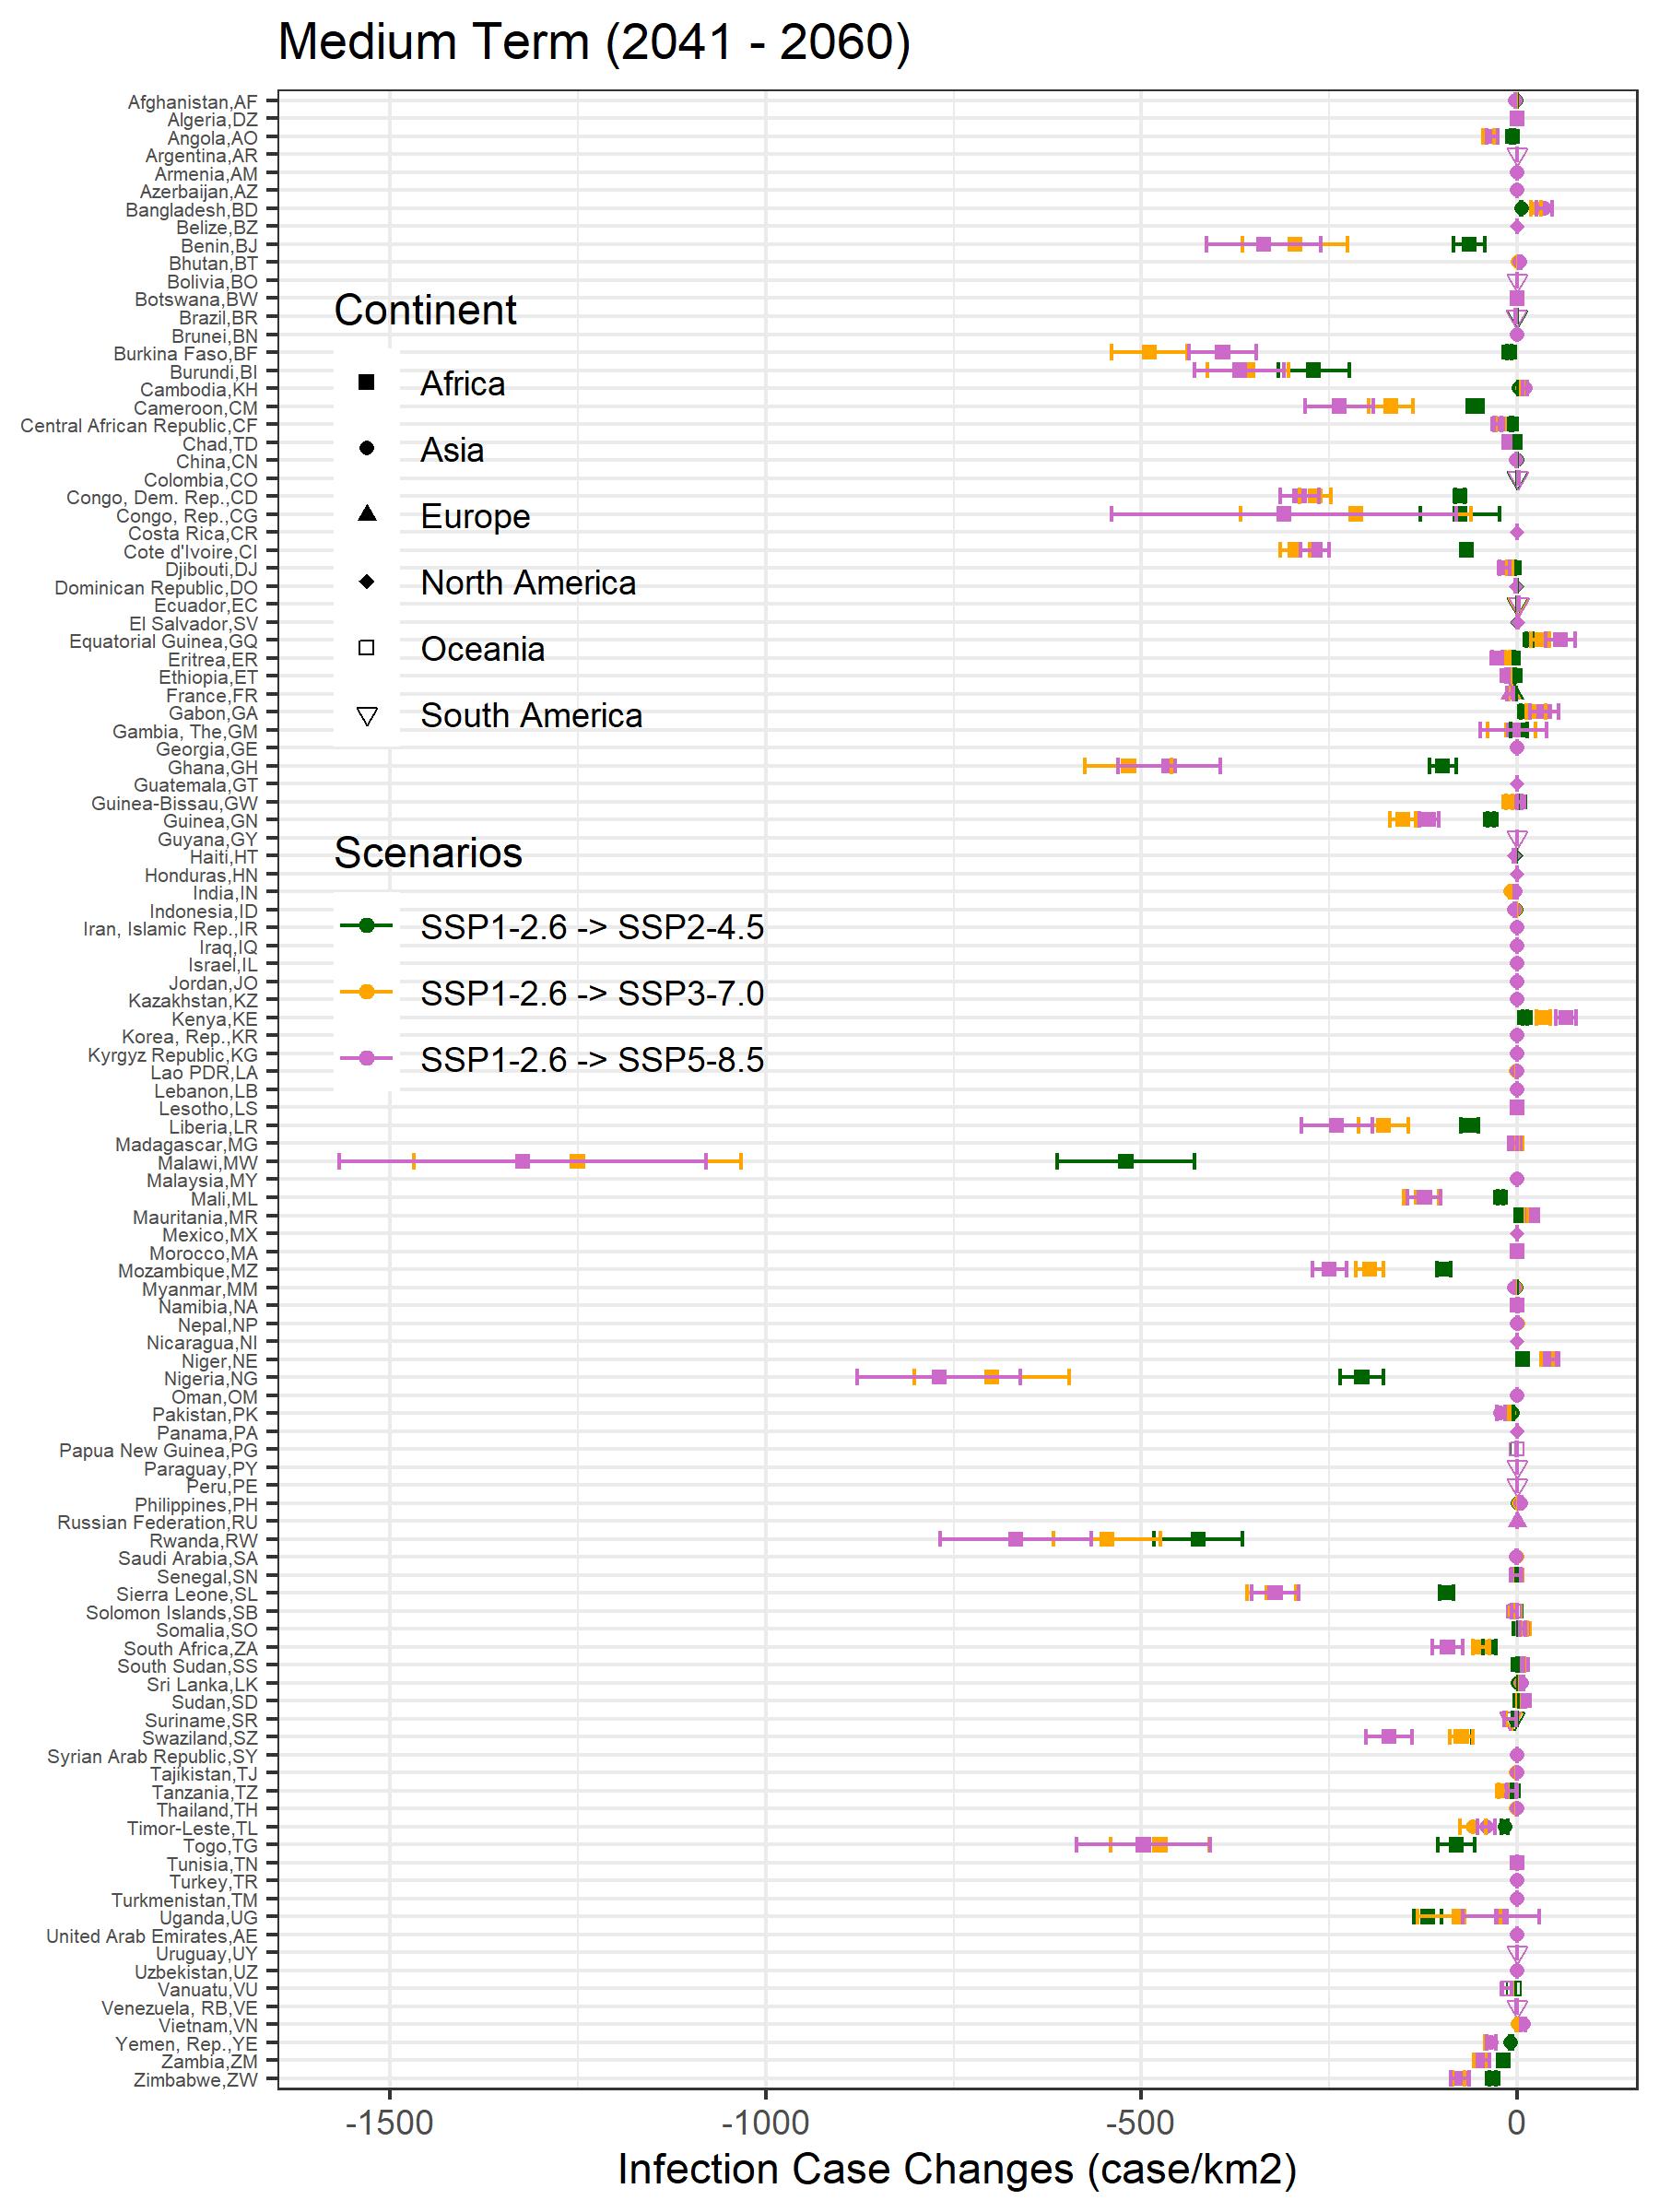 Medium Term (2041 - 2060)
Afghanistan,AF
Algeria,DZ
Angola,AO
Argentina,AR
Armenia,AM
Azerbaijan,AZ
Bangladesh,BD
Belize,BZ
Benin,BJ
Bhutan,BT
Bolivia,BO
Botswana,BW
Brazil,BR
Brunei,BN
Burkina Faso,BF
Burundi,BI
Cambodia,KH
Cameroon,CM
Central African Republic,CF
Chad,TD
China,CN
Colombia,CO
Congo, Dem. Rep.,CD
Congo, Rep.,CG
Costa Rica,CR
Cote d'Ivoire,CI
Djibouti,DJ
Dominican Republic,DO
Ecuador,EC
El Salvador,SV
Equatorial Guinea,GQ
Eritrea,ER
Ethiopia,ET
France,FR
Gabon,GA
Gambia, The,GM
Georgia,GE
Ghana,GH
Guatemala,GT
Guinea-Bissau,GW
Guinea,GN
Guyana,GY
Haiti,HT
Honduras,HN
India,IN
Indonesia,ID
Iran, Islamic Rep.,IR
Iraq,IQ
Israel,IL
Jordan,JO
Kazakhstan,KZ
Kenya,KE
Korea, Rep.,KR
Kyrgyz Republic,KG
Lao PDR,LA
Lebanon,LB
Lesotho,LS
Liberia,LR
Madagascar,MG
Malawi,MW
Malaysia,MY
Mali,ML
Mauritania,MR
Mexico,MX
Morocco,MA
Mozambique,MZ
Myanmar,MM
Namibia,NA
Nepal,NP
Nicaragua,NI
Niger,NE
Nigeria,NG
Oman,OM
Pakistan,PK
Panama,PA
Papua New Guinea,PG
Paraguay,PY
Peru,PE
Philippines,PH
Russian Federation,RU
Rwanda,RW
Saudi Arabia,SA
Senegal,SN
Sierra Leone,SL
Solomon Islands,SB
Somalia,SO
South Africa,ZA
South Sudan,SS
Sri Lanka,LK
Sudan,SD
Suriname,SR
Swaziland,SZ
Syrian Arab Republic,SY
Tajikistan,TJ
Tanzania,TZ
Thailand,TH
Timor-Leste,TL
Togo,TG
Tunisia,TN
Turkey,TR
Turkmenistan,TM
Uganda,UG
United Arab Emirates,AE
Uruguay,UY
Uzbekistan,UZ
Vanuatu,VU
Venezuela, RB,VE
Vietnam,VN
Yemen, Rep.,YE
Zambia,ZM
Zimbabwe,ZW
Continent
Africa
Asia
Europe
North America
Oceania
South America
Scenarios
SSP1-2.6 -> SSP2-4.5
SSP1-2.6 -> SSP3-7.0
SSP1-2.6 -> SSP5-8.5
-1500 -1000 -500 0
Infection Case Changes (case/km2)